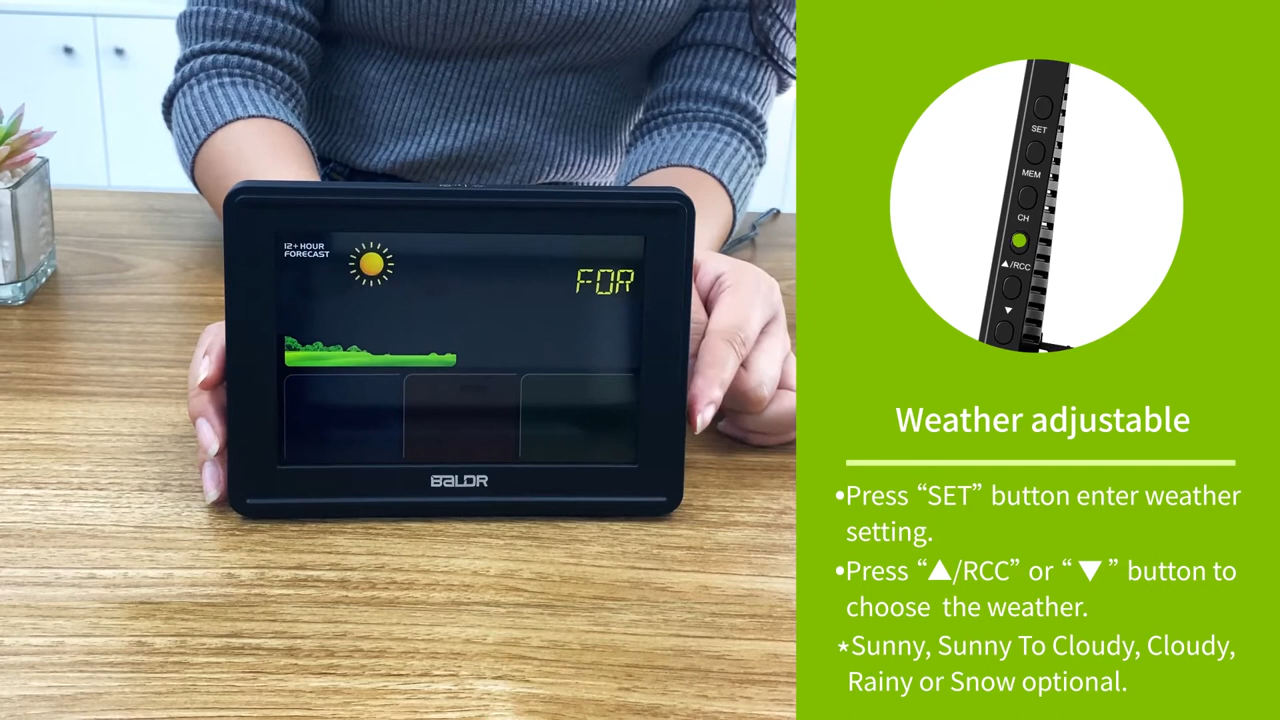 12+ HOUR
FORECAST
FOR
BALDR
SET
MEM
CH
▲/RCC
▼
Weather adjustable
•Press “SET” button enter weather
setting.
•Press “▲/RCC” or “ ▼ ” button to
choose the weather.
*Sunny, Sunny To Cloudy, Cloudy,
Rainy or Snow optional.